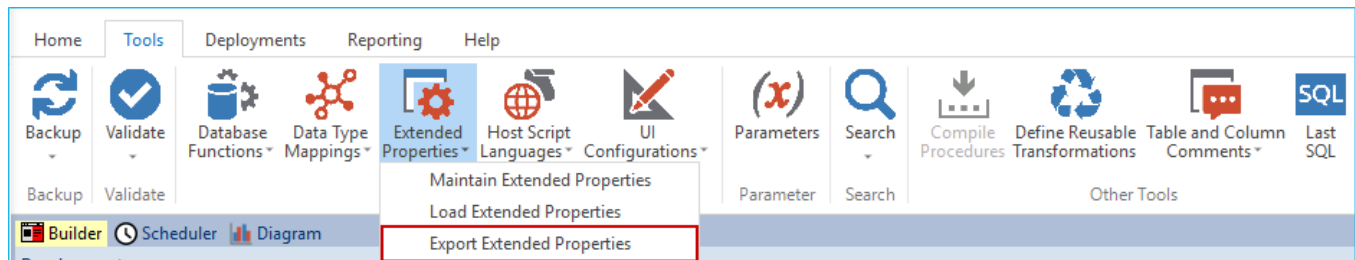 Home Tools Deployments Reporting Help
Backup Validate Database Data Type Extended Host Script UI Parameters Search Compile Define Reusable Table and Column Last
Functions Mappings Properties Languages Configurations Procedures Transformations Comments SQL
(x)
SQL
Maintain Extended Properties
Backup Validate Parameter Search Other Tools
Load Extended Properties
Builder Scheduler Diagram
Export Extended Properties